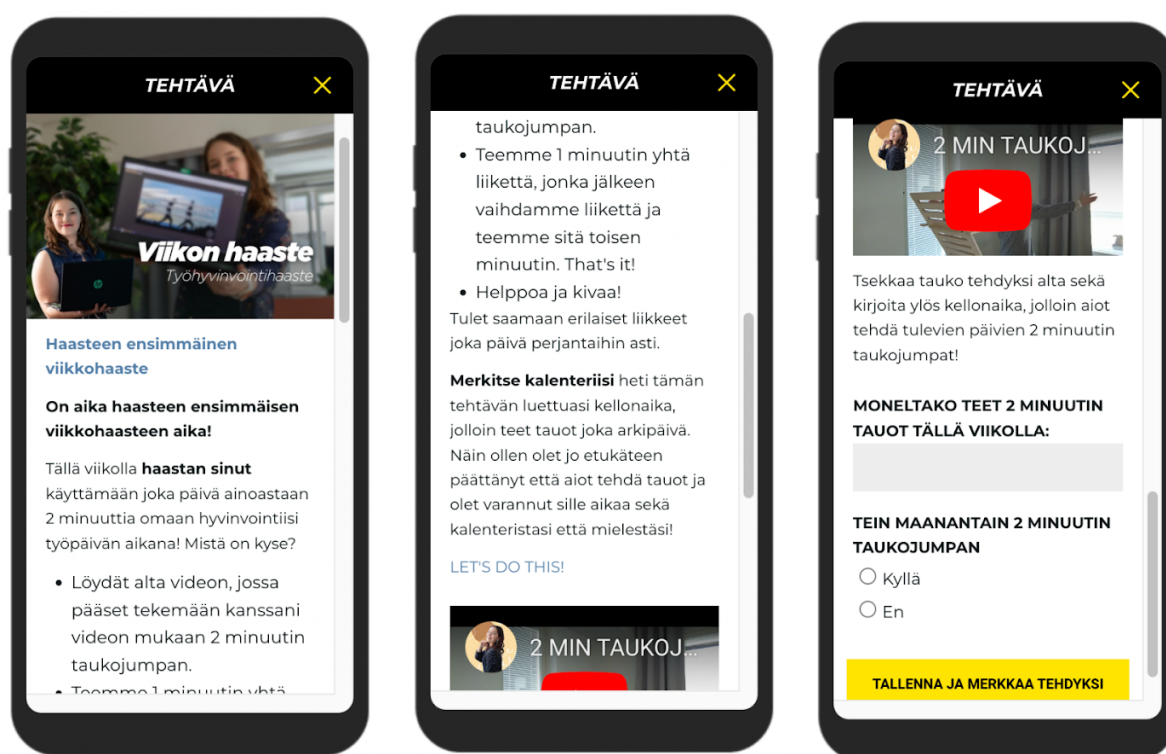 TEHTÄVÄ
Viikon haaste
Työhyvinvointihaaste
Haasteen ensimmäinen
viikkohaaste
On aika haasteen ensimmäisen
viikkohaasteen aika!
Tällä viikolla haastan sinut
käyttämään joka päivä ainoastaan
2 minuuttia omaan hyvinvointiisi
työpäivän aikana! Mistä on kyse?
• Löydät alta videon, jossa
pääset tekemään kanssani
videon mukaan 2 minuutin
taukojumpan.
• Teemme 1 minuutin yhtä
TEHTÄVÄ
taukojumpan.
• Teemme 1 minuutin yhtä
liikettä, jonka jälkeen
vaihdamme liikettä ja
teemme sitä toisen
minuutin. That's it!
• Helppoa ja kivaa!
Tulet saamaan erilaiset liikkeet
joka päivä perjantaihin asti.
Merkitse kalenteriisi heti tämän
tehtävän luettuasi kellonaika,
jolloin teet tauot joka arkipäivä.
Näin ollen olet jo etukäteen
päättänyt että aiot tehdä tauot ja
olet varannut sille aikaa sekä
kalenteristasi että mielestäsi!
LET'S DO THIS!
2 MIN TAUKOJ...
TEHTÄVÄ
2 MIN TAUKOJ...
Tsekkaa tauko tehdyksi alta sekä
kirjoita ylös kellonaika, jolloin aiot
tehdä tulevien päivien 2 minuutin
taukojumpat!
MONELTAKO TEET 2 MINUUTIN
TAUOT TÄLLÄ VIIKOLLA:
TEIN MAANANTAIN 2 MINUUTIN
TAUKOJUMPAN
Kyllä
En
TALLENNA JA MERKKAA TEHDYKSI